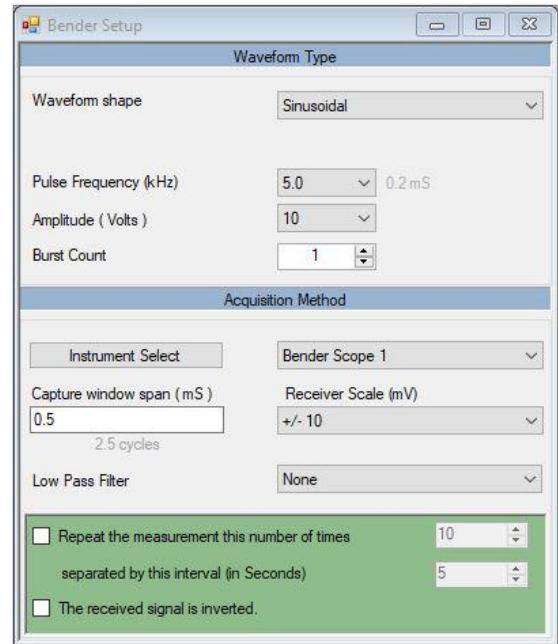 Bender Setup
Waveform Type
Waveform shape Sinusoidal
Pulse Frequency (kHz) 5.0 0.2 mS
Amplitude ( Volts ) 10
Burst Count 1
Acquisition Method
Instrument Select Bender Scope 1
Capture window span ( mS ) Receiver Scale (mV)
0.5 +/- 10
2.5 cycles
Low Pass Filter None
Repeat the measurement this number of times 10
separated by this interval (in Seconds) 5
The received signal is inverted.